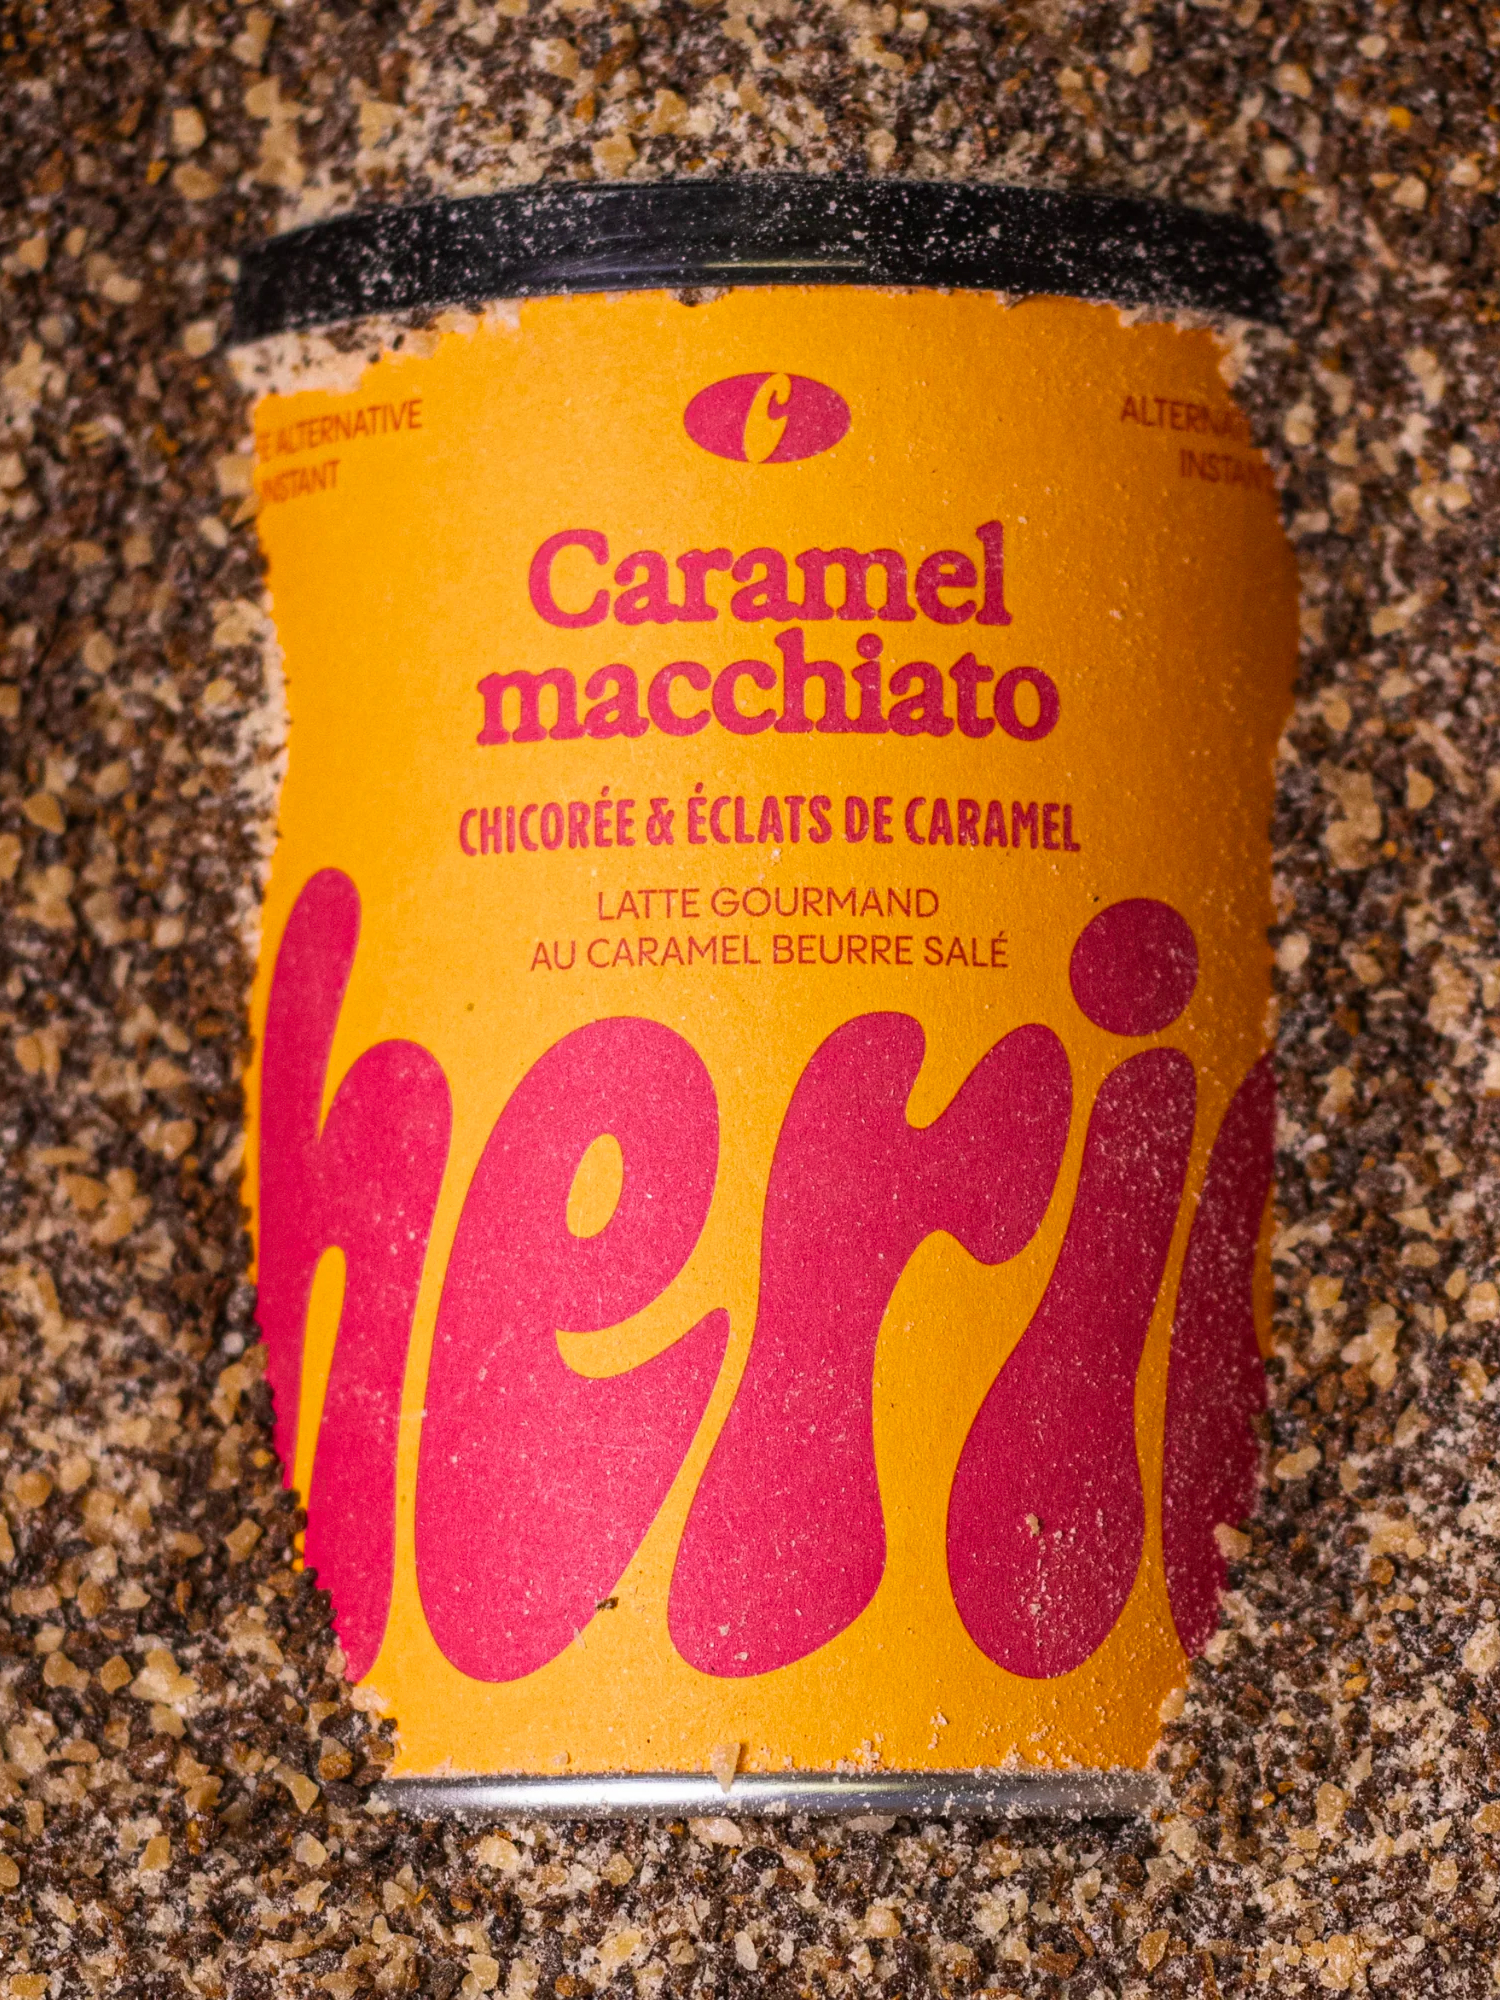 ALTERNATIVE
INSTANT
C
Caramel
macchiato
CHICORÉE & ÉCLATS DE CARAMEL
LATTE GOURMAND
AU CARAMEL BEURRE SALÉ
heri